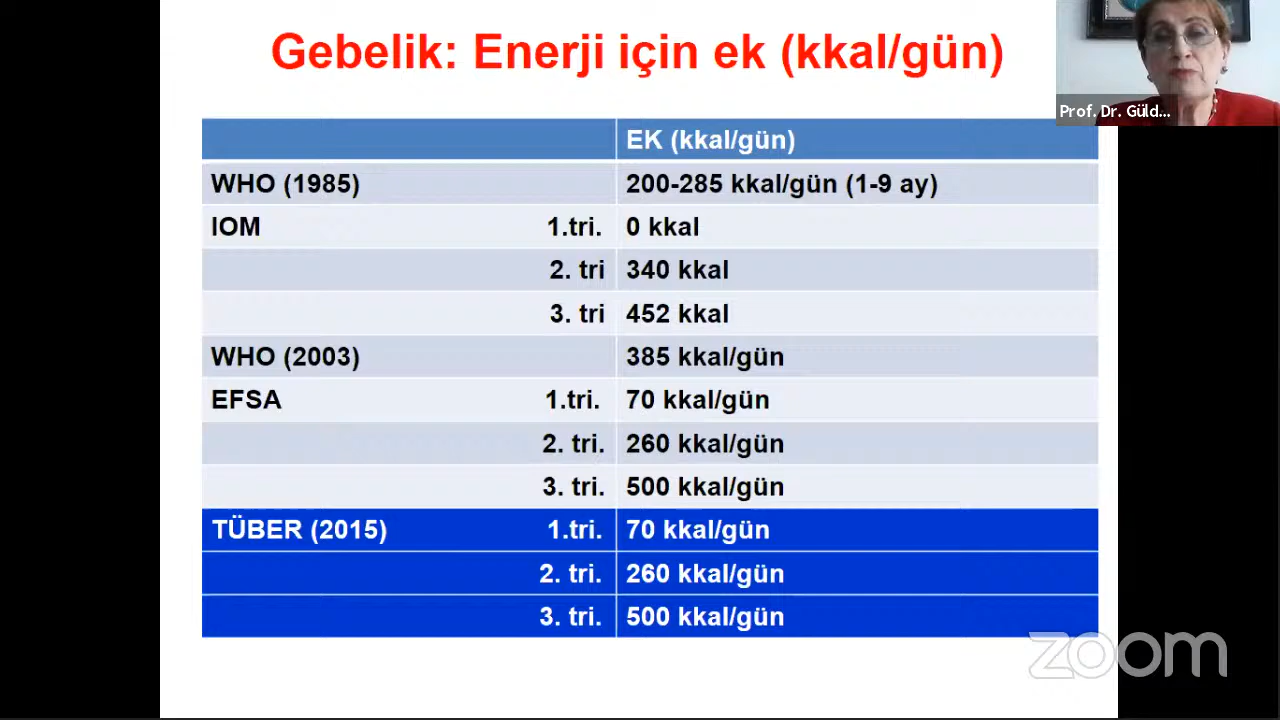 Gebelik: Enerji için ek (kkal/gün)
Prof. Dr. Güld...
EK (kkal/gün)
WHO (1985) 200-285 kkal/gün (1-9 ay)
IOM 1.tri. 0 kkal
2. tri 340 kkal
3. tri 452 kkal
WHO (2003) 385 kkal/gün
EFSA 1.tri. 70 kkal/gün
2. tri. 260 kkal/gün
3. tri. 500 kkal/gün
TÜBER (2015) 1.tri. 70 kkal/gün
2. tri. 260 kkal/gün
3. tri. 500 kkal/gün
zoom